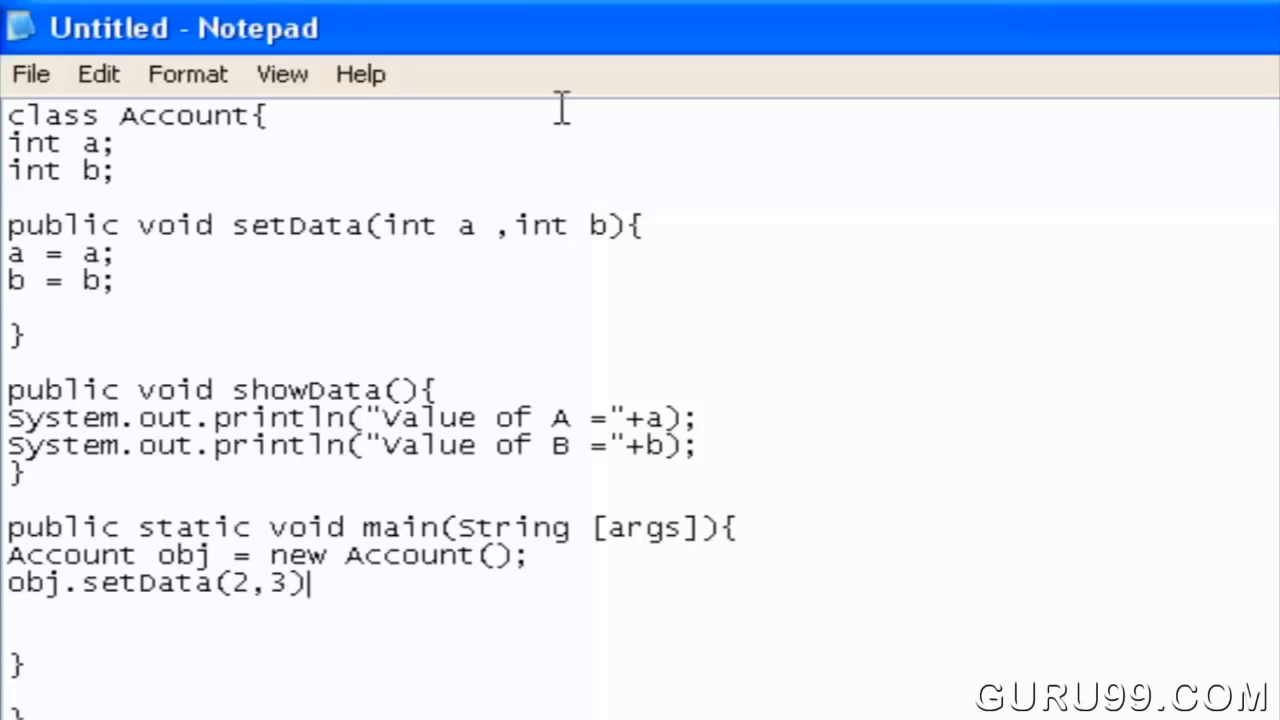 Untitled - Notepad
File Edit Format View Help
class Account{
int a;
int b;
public void setData(int a ,int b){
a = a;
b = b;
}
public void showData(){
System.out.println("Value of A ="+a);
System.out.println("Value of B ="+b);
}
public static void main(String [args]){
Account obj = new Account();
obj.setData(2,3)
}
}
GURU99.COM